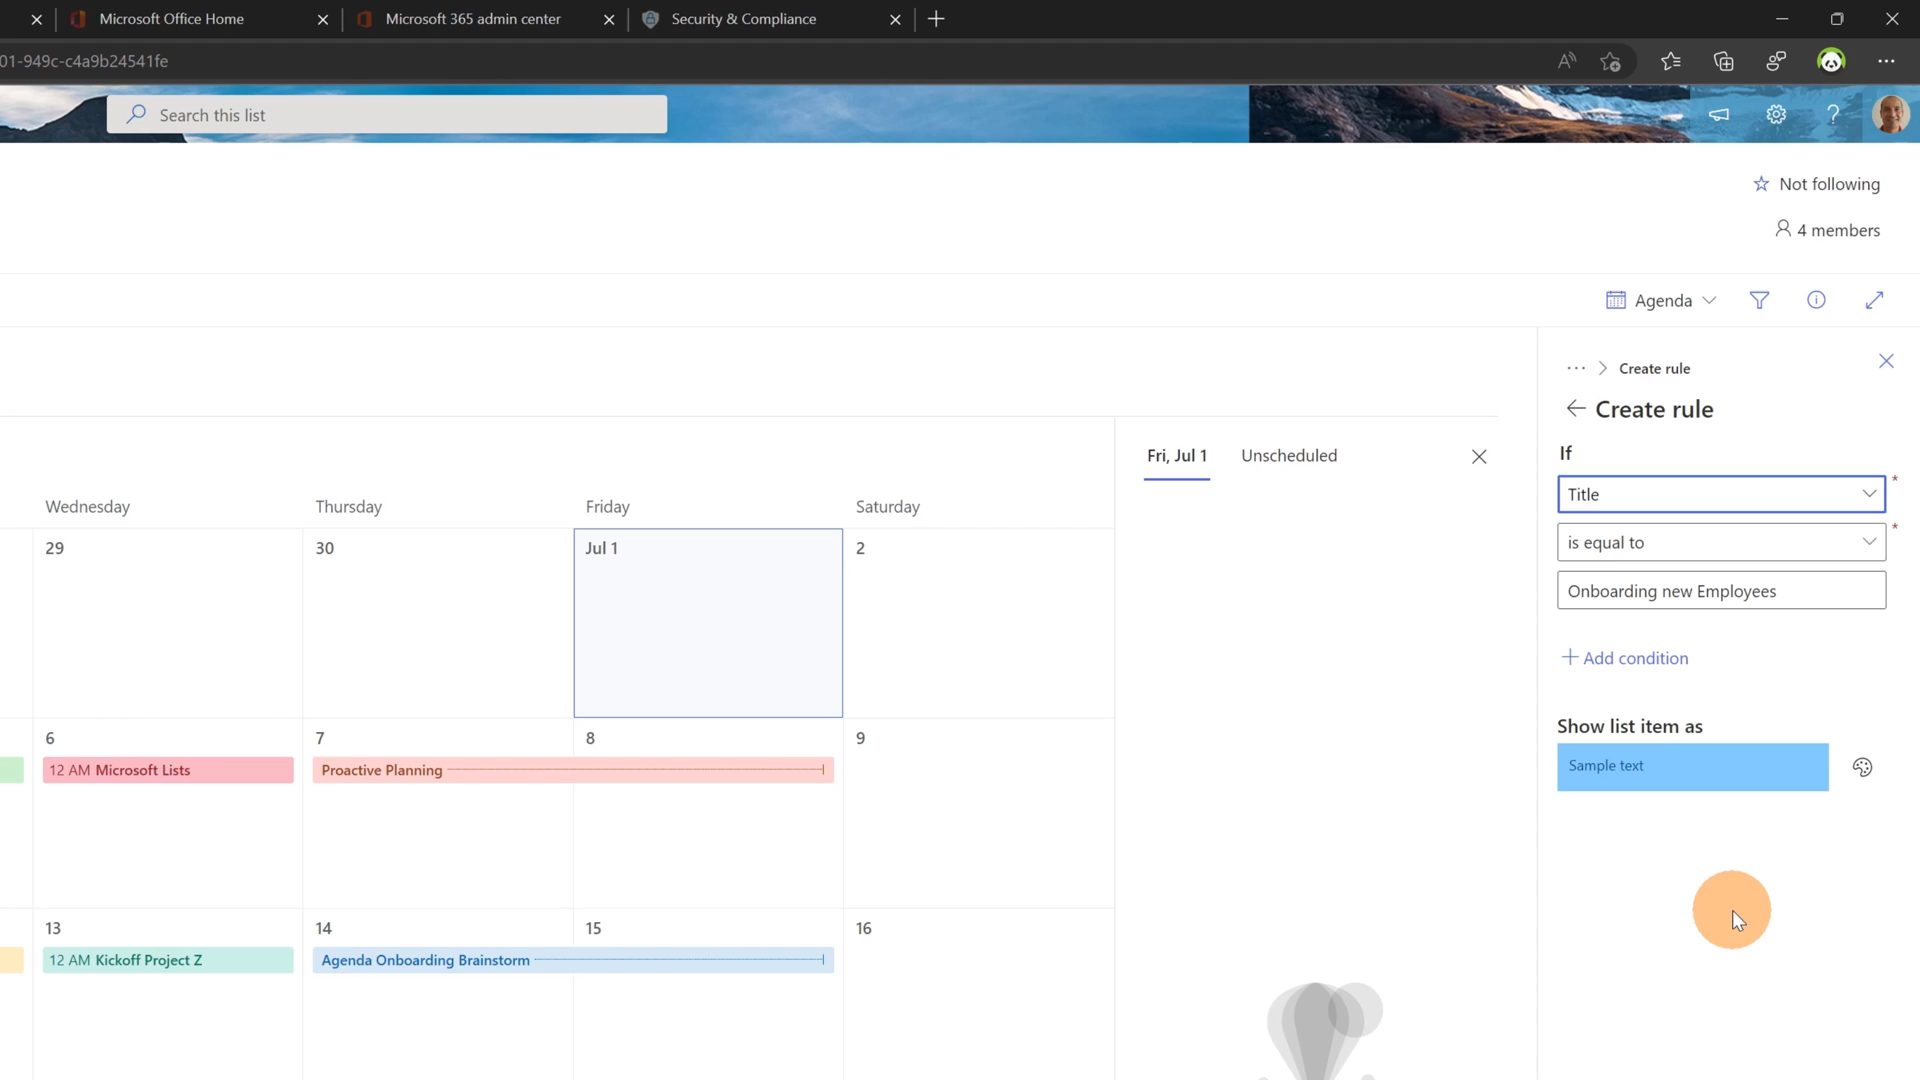 Microsoft Office Home
Microsoft 365 admin center
Security & Compliance
01-949c-c4a9b24541fe
Search this list
Not following
4 members
Agenda
Create rule
Create rule
If
Title
*
is equal to
*
Onboarding new Employees
Add condition
Show list item as
Sample text
Fri, Jul 1
Unscheduled
Wednesday
Thursday
Friday
Saturday
29
30
Jul 1
2
6
7
8
9
12 AM Microsoft Lists
Proactive Planning
13
14
15
16
12 AM Kickoff Project Z
Agenda Onboarding Brainstorm